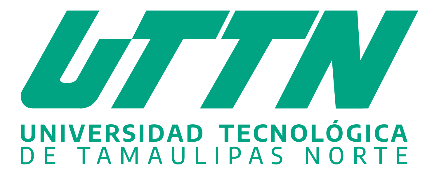 UTTN
UNIVERSIDAD TECNOLÓGICA
DE TAMAULIPAS NORTE